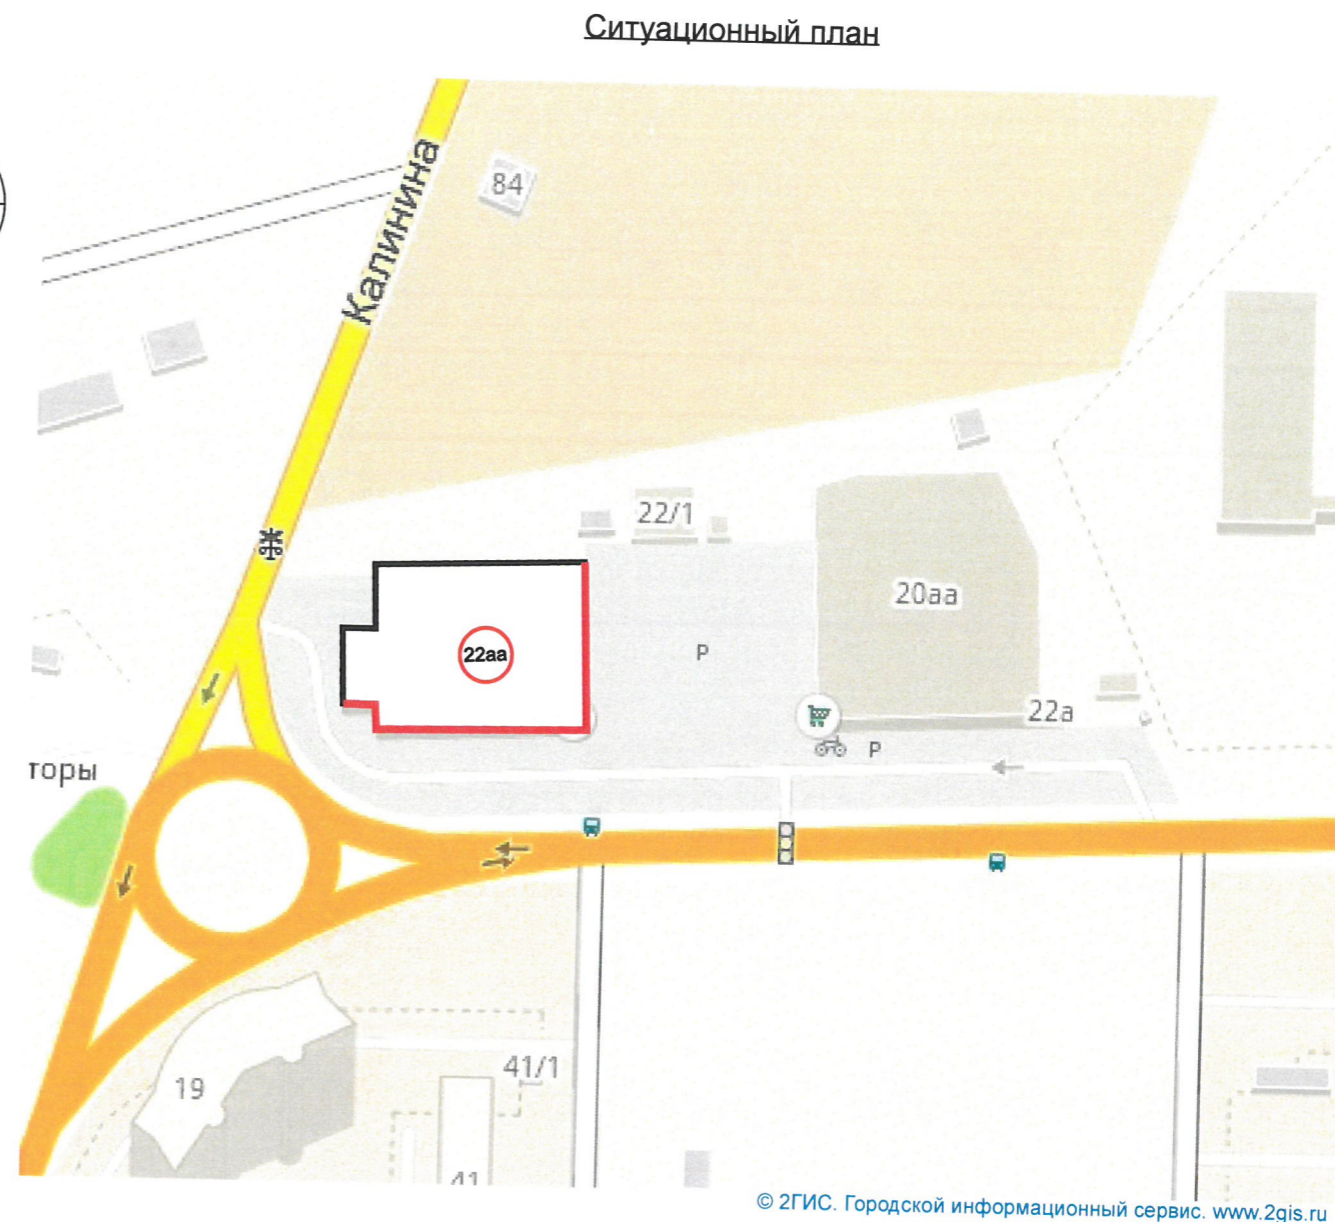 Ситуационный план
Калинина
84
22/1
20аа
22аа
Р
22а
Р
торы
41/1
19
41
© 2ГИС. Городской информационный сервис. www.2gis.ru